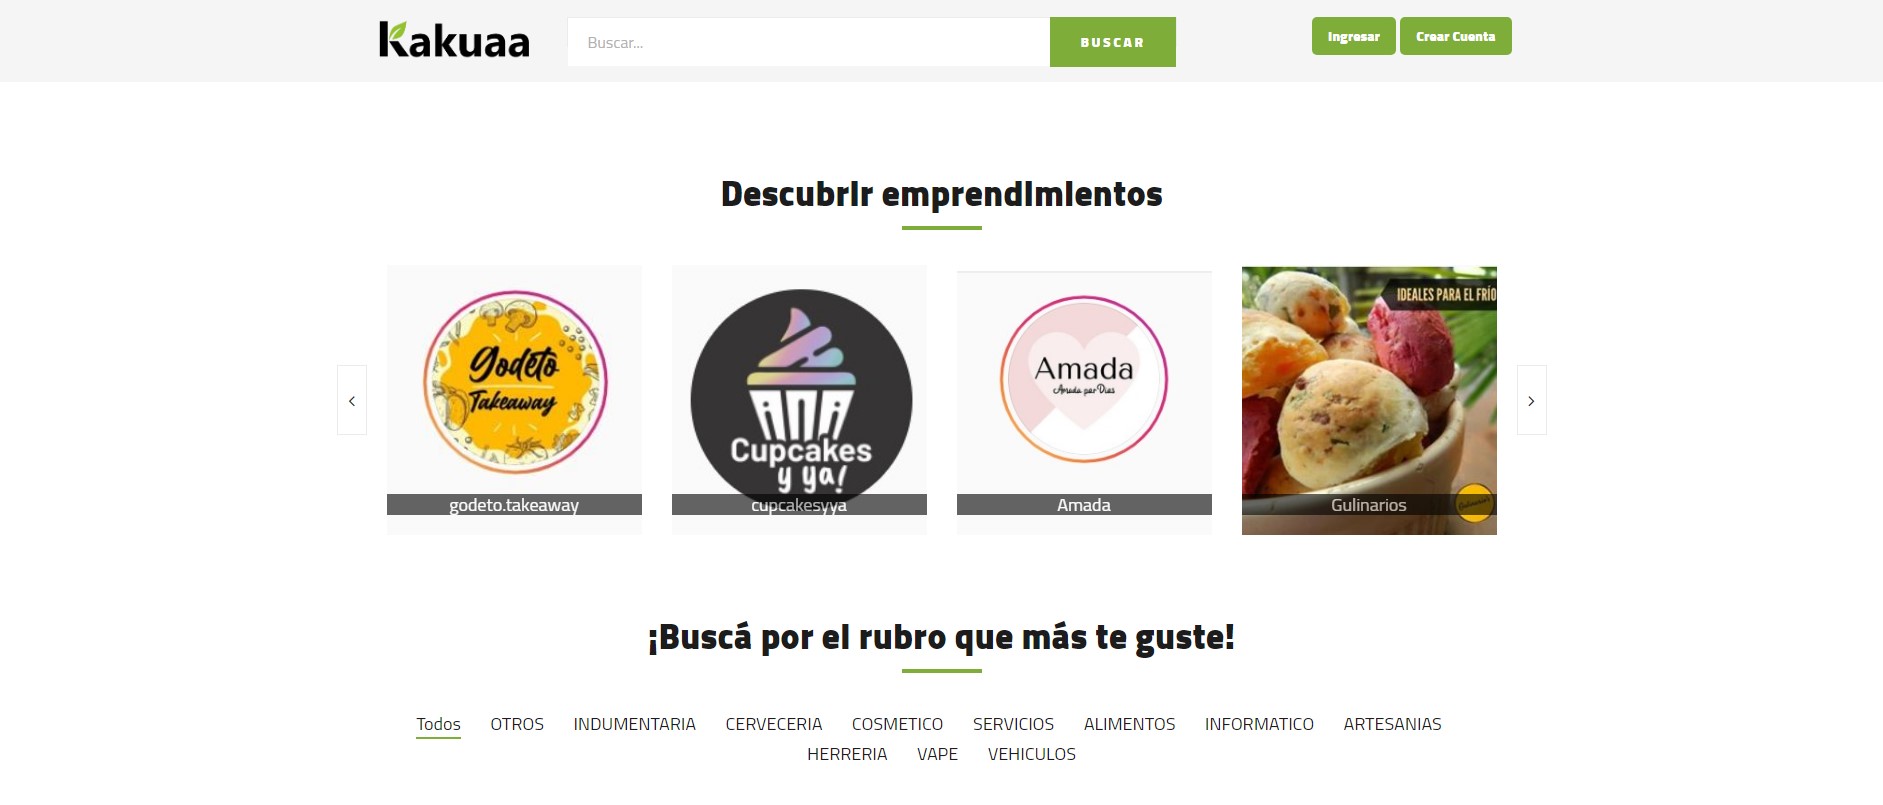 Kakuaa
Buscar...
BUSCAR
Ingresar
Crear Cuenta
Descubrir emprendimientos
godeto
Takeaway
godeto.takeaway
Cupcakes
y ya!
cupcakesyya
Amada
Amada por Dios
Amada
IDEALES PARA EL FRÍO
Gulinarios
¡Buscá por el rubro que más te guste!
Todos OTROS INDUMENTARIA CERVECERIA COSMETICO SERVICIOS ALIMENTOS INFORMATICO ARTESANIAS
HERRERIA VAPE VEHICULOS